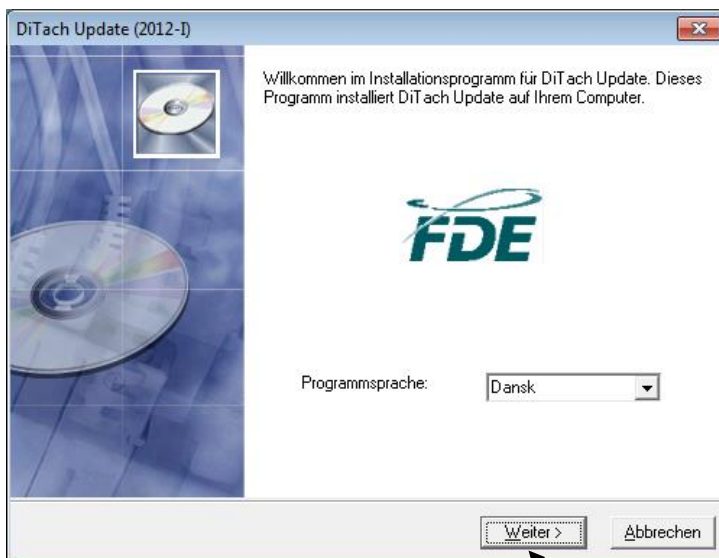 DiTach Update (2012-I)
Willkommen im Installationsprogramm für DiTach Update. Dieses
Programm installiert DiTach Update auf Ihrem Computer.
FDE
Programmsprache: Dansk
Weiter > Abbrechen